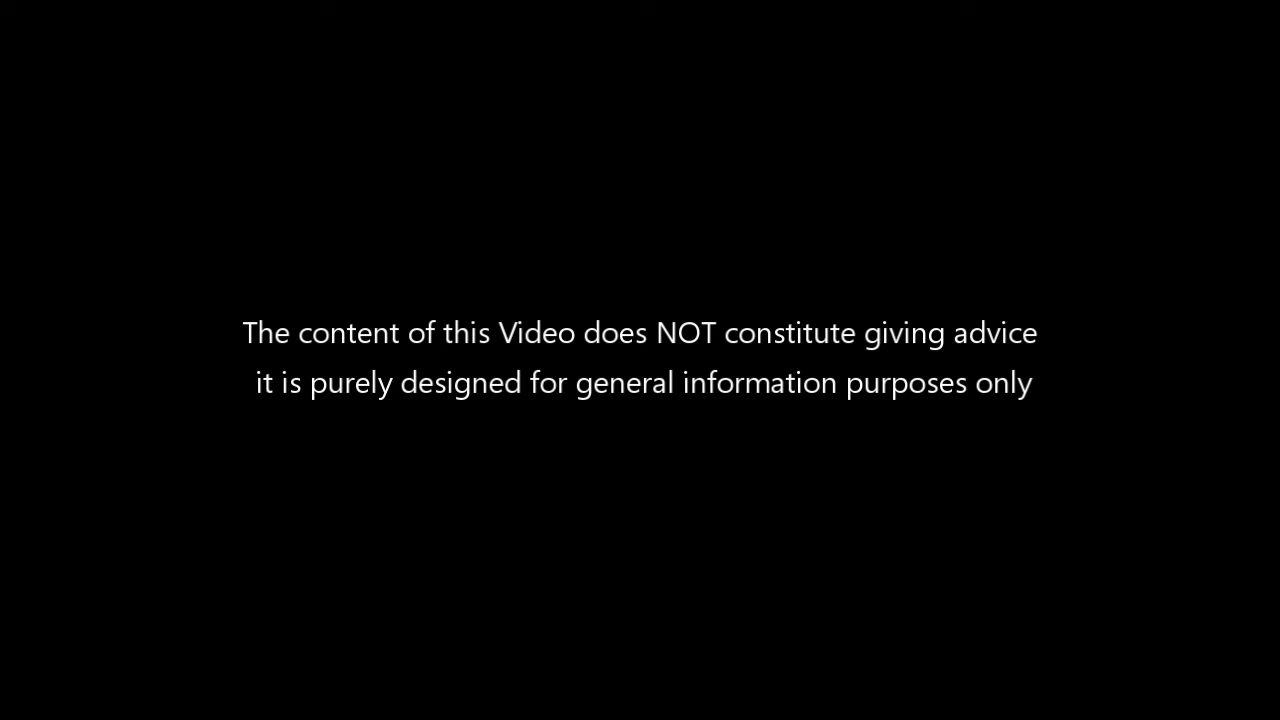 The content of this Video does NOT constitute giving advice
it is purely designed for general information purposes only